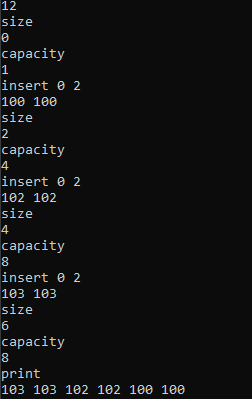 12
size
0
capacity
1
insert 0 2
100 100
size
2
capacity
4
insert 0 2
102 102
size
4
capacity
8
insert 0 2
103 103
size
6
capacity
8
print
103 103 102 102 100 100